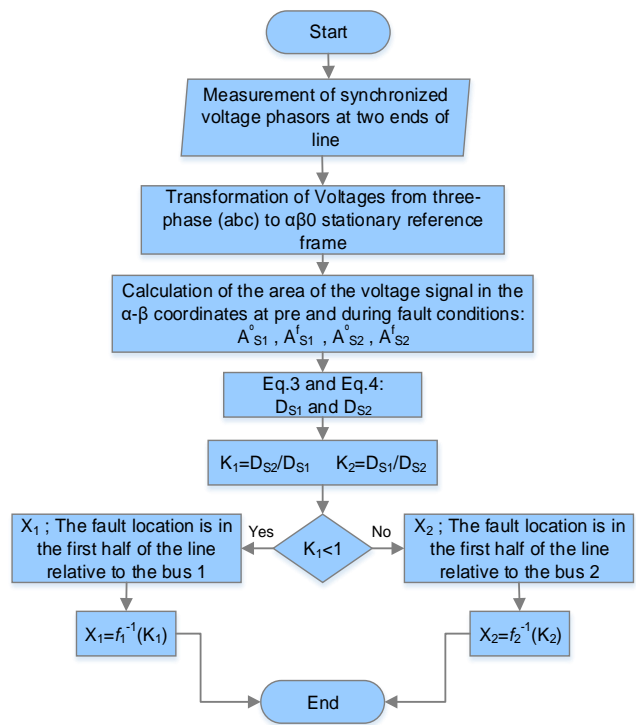 Start
Measurement of synchronized
voltage phasors at two ends of
line
Transformation of Voltages from three-
phase (abc) to αβ0 stationary reference
frame
Calculation of the area of the voltage signal in the
α-β coordinates at pre and during fault conditions:
A°S1 , AᶠS1 , A°S2 , AᶠS2
Eq.3 and Eq.4:
DS1 and DS2
K1=DS2/DS1 K2=DS1/DS2
X1 ; The fault location is in
the first half of the line
relative to the bus 1
Yes
K1<1
No
X2 ; The fault location is in
the first half of the line
relative to the bus 2
X1=f1⁻¹(K1)
X2=f2⁻¹(K2)
End